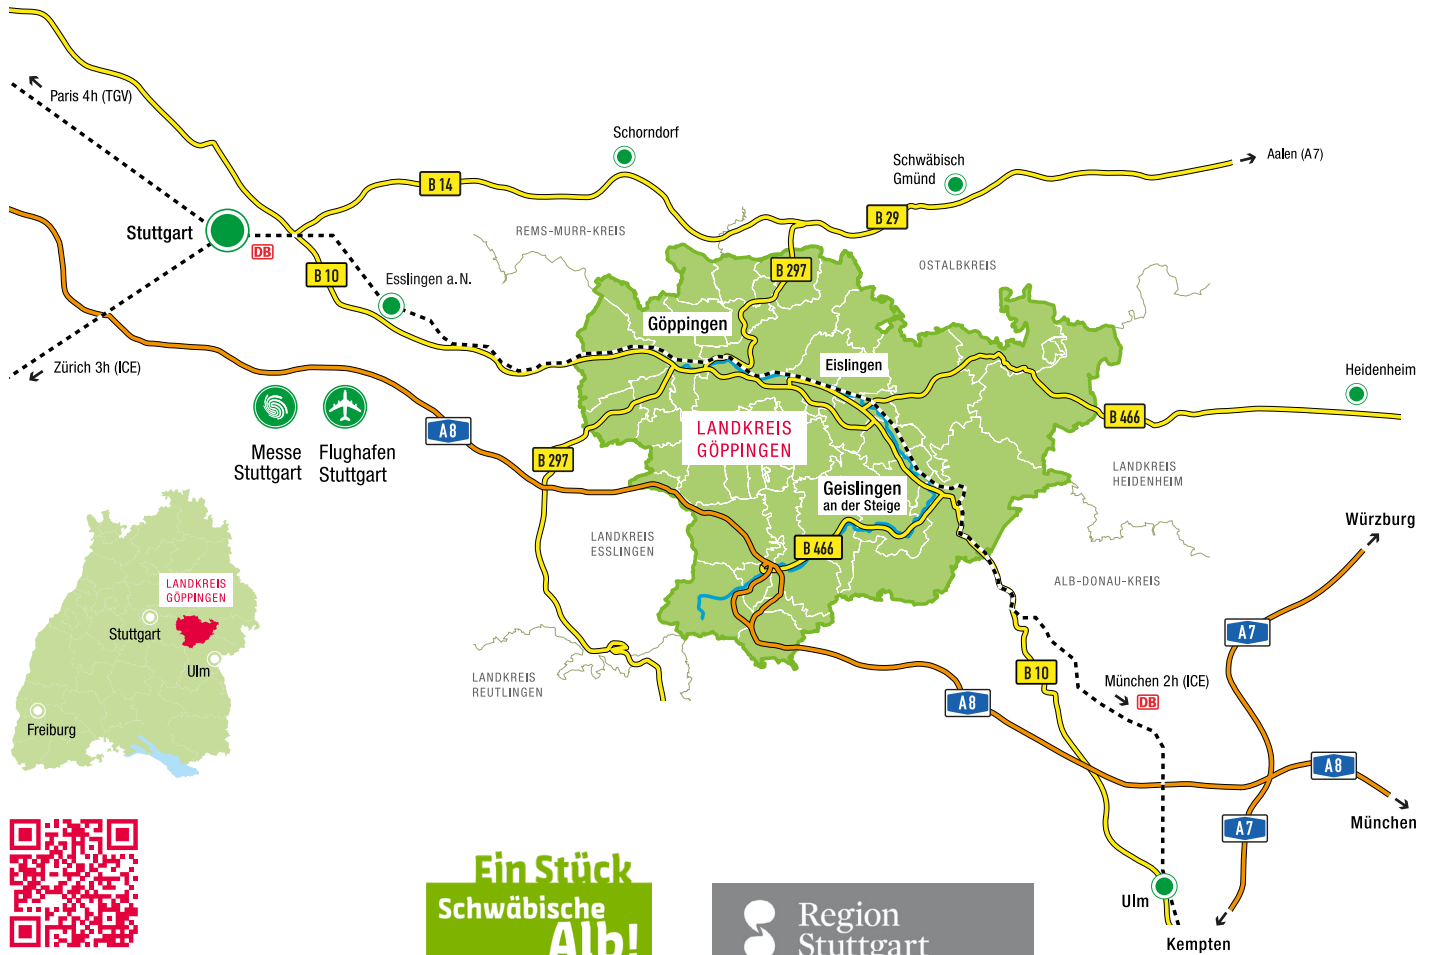 Paris 4h (TGV)
Schorndorf
Schwäbisch
Gmünd
Aalen (A7)
B 14
B 29
Stuttgart
DB
REMS-MURR-KREIS
OSTALBKREIS
B 10
Esslingen a. N.
B 297
Göppingen
Eislingen
Zürich 3h (ICE)
Heidenheim
Messe
Stuttgart
Flughafen
Stuttgart
A8
LANDKREIS
GÖPPINGEN
B 466
B 297
LANDKREIS
HEIDENHEIM
Geislingen
an der Steige
LANDKREIS
ESSLINGEN
B 466
Würzburg
ALB-DONAU-KREIS
LANDKREIS
GÖPPINGEN
Stuttgart
Ulm
Freiburg
LANDKREIS
REUTLINGEN
A7
B 10
München 2h (ICE)
DB
A8
A8
München
A7
Ulm
Kempten
Ein Stück
Schwäbische
Alb!
Region
Stuttgart